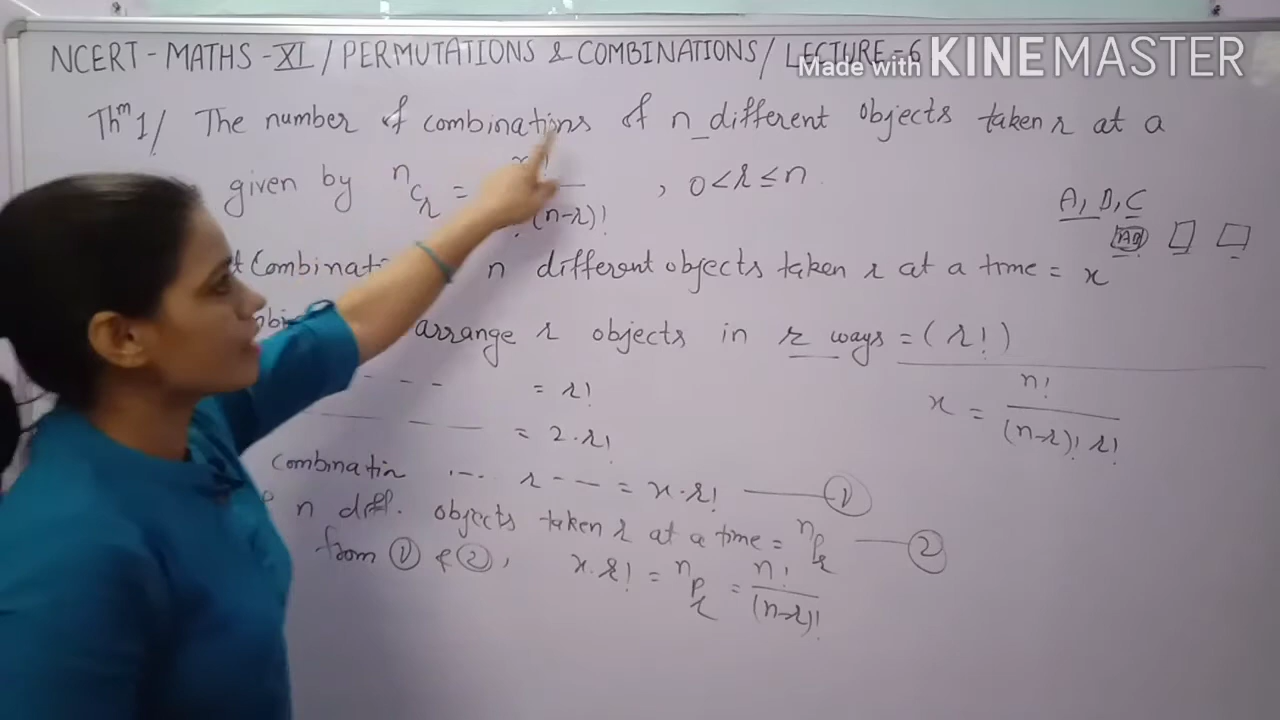 NCERT - MATHS - XI / PERMUTATIONS & COMBINATIONS / LECTURE = 6
Made with KINEMASTER
Thm 1/ The number of combinations of n different objects taken r at a
given by nCr = n! / (n-r)! , 0 < r ≤ n
A, B, C
AB
n different objects taken r at a time = x
arrange r objects in r ways = (r!)
- - - = r!
= 2·r!
x = n! / (n-r)! r!
combinatin ... r - - = x·r! —— ①
n diff. objects taken r at a time = nPr —— ②
from ① & ②, x·r! = nPr = n! / (n-r)!